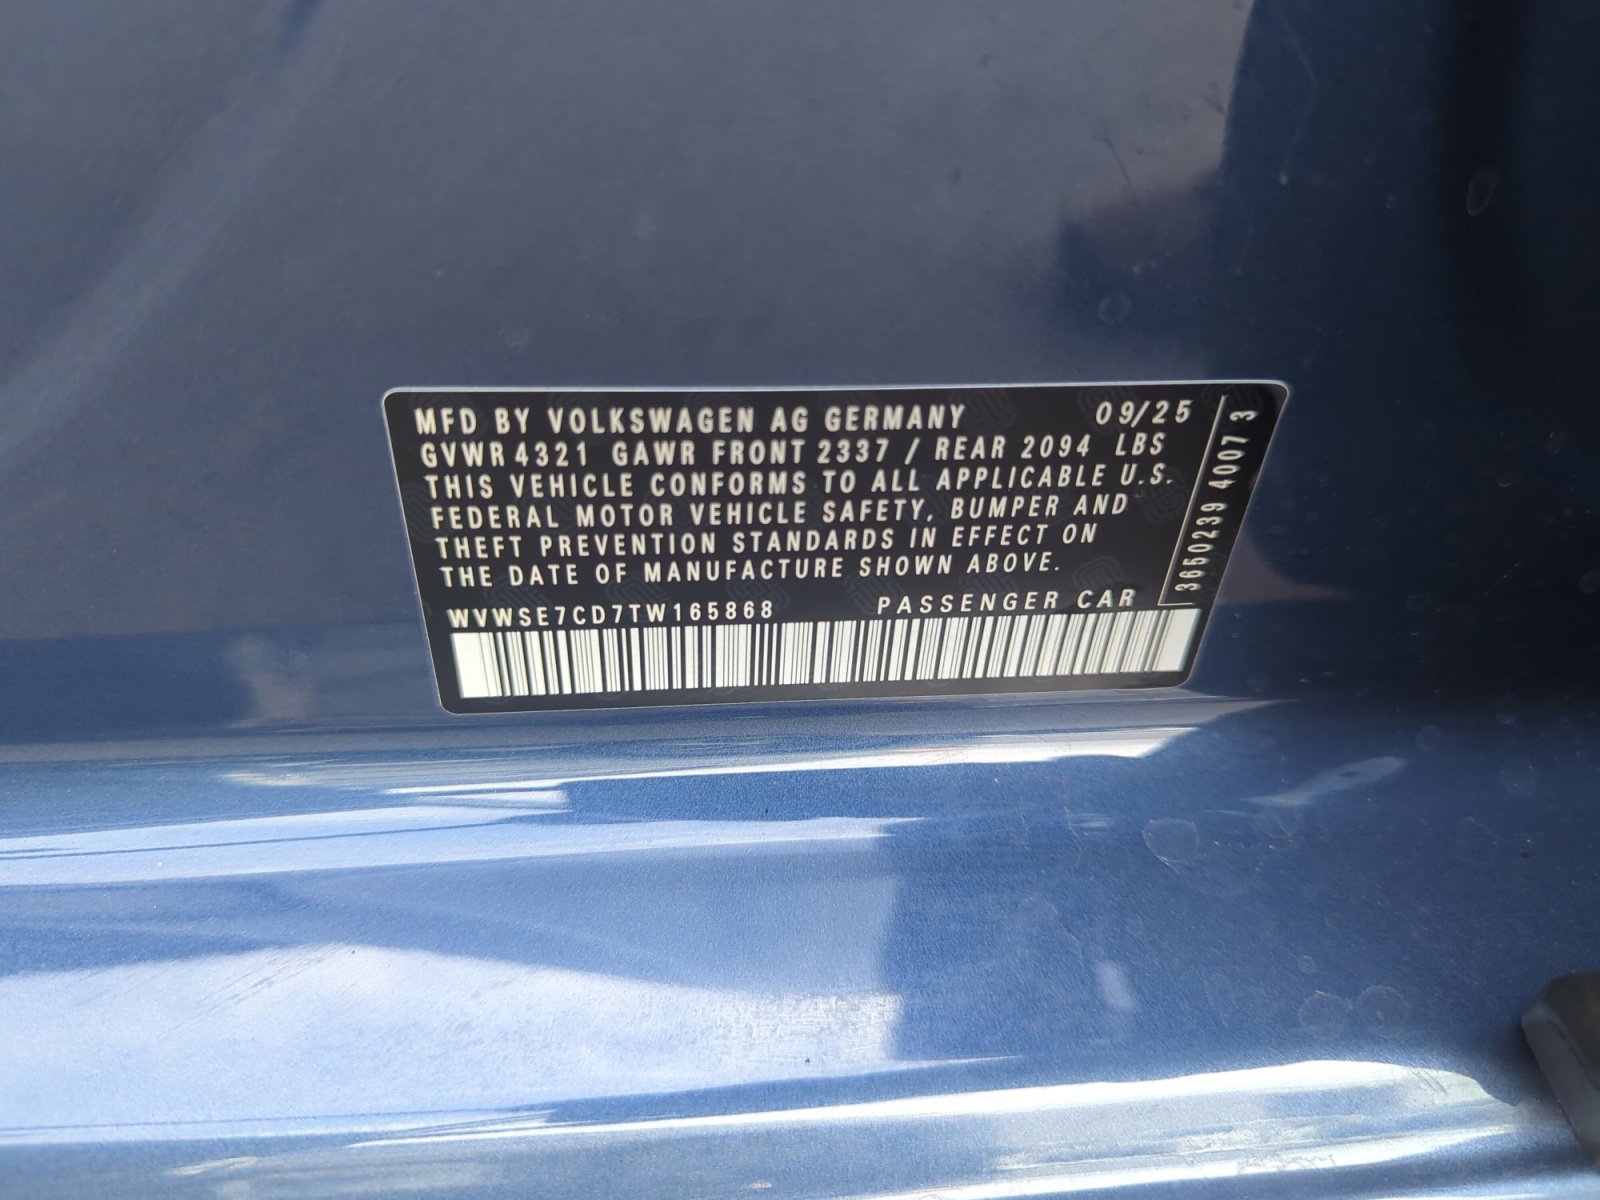 MFD BY VOLKSWAGEN AG GERMANY 09/25
GVWR 4321 GAWR FRONT 2337 / REAR 2094 LBS
THIS VEHICLE CONFORMS TO ALL APPLICABLE U.S.
FEDERAL MOTOR VEHICLE SAFETY, BUMPER AND
THEFT PREVENTION STANDARDS IN EFFECT ON
THE DATE OF MANUFACTURE SHOWN ABOVE.
WVWSE7CD7TW165868 PASSENGER CAR
3650239 4007 3